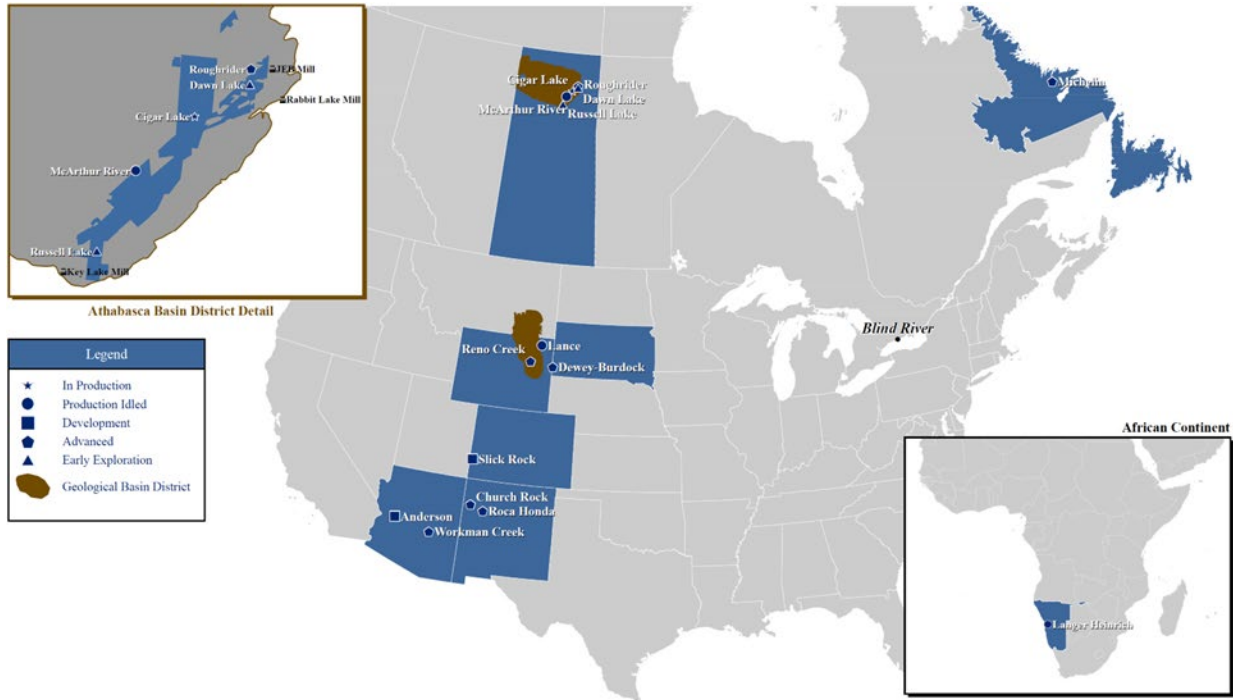 Roughrider
JEB Mill
Dawn Lake
Rabbit Lake Mill
Cigar Lake
McArthur River
Russell Lake
Key Lake Mill
Athabasca Basin District Detail
Legend
In Production
Production Idled
Development
Advanced
Early Exploration
Geological Basin District
Cigar Lake
Roughrider
Dawn Lake
McArthur River
Russell Lake
Michelin
Blind River
Reno Creek
Lance
Dewey-Burdock
Slick Rock
Church Rock
Roca Honda
Anderson
Workman Creek
African Continent
Langer Heinrich